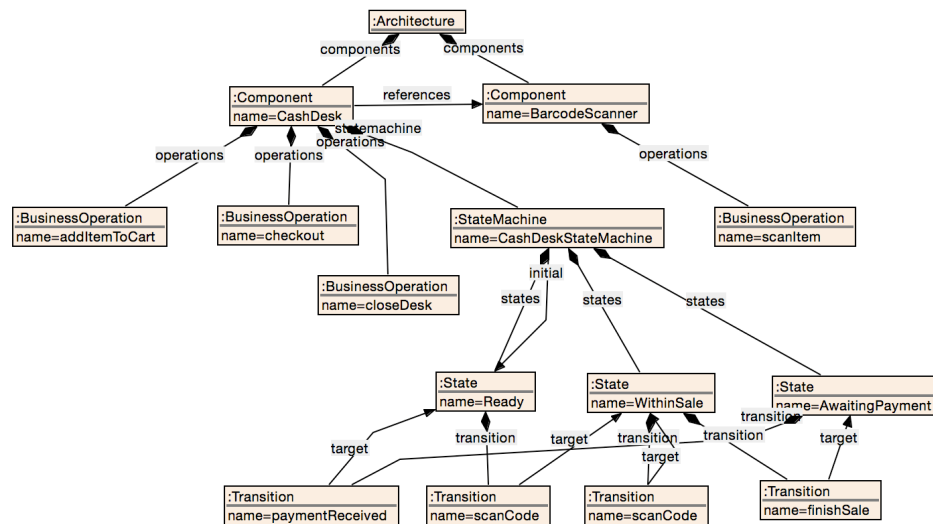 :Architecture
components
components
:Component
name=CashDesk
references
:Component
name=BarcodeScanner
statemachine
operations
operations
operations
operations
:BusinessOperation
name=addItemToCart
:BusinessOperation
name=checkout
:StateMachine
name=CashDeskStateMachine
:BusinessOperation
name=scanItem
initial
:BusinessOperation
name=closeDesk
states
states
states
:State
name=Ready
:State
name=WithinSale
:State
name=AwaitingPayment
transition
target
transition
target
transition
target
transition
target
:Transition
name=paymentReceived
:Transition
name=scanCode
:Transition
name=scanCode
:Transition
name=finishSale